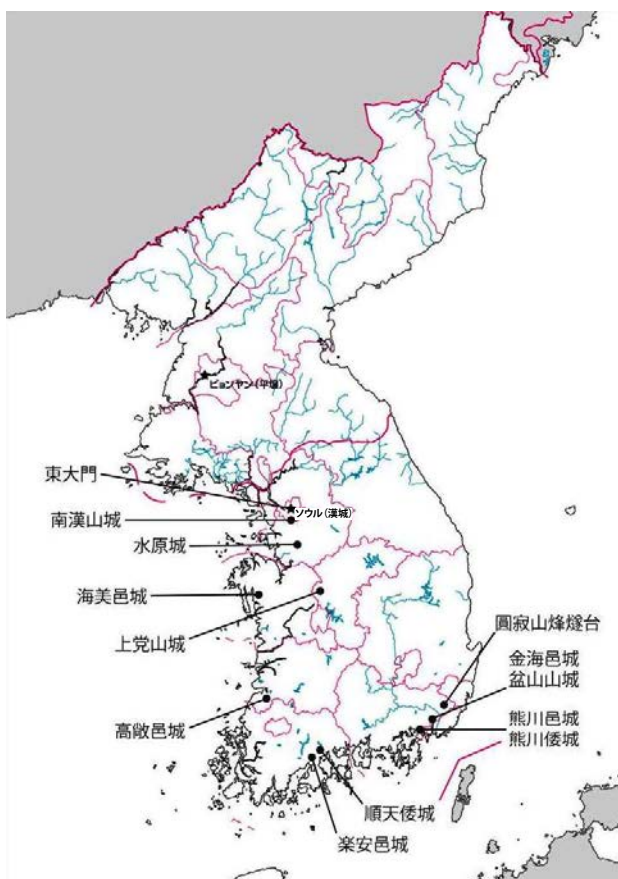 ピョンヤン（平壌）
東大門
ソウル（漢城）
南漢山城
水原城
海美邑城
上党山城
圓寂山烽燧台
金海邑城
盆山山城
高敞邑城
熊川邑城
熊川倭城
順天倭城
楽安邑城